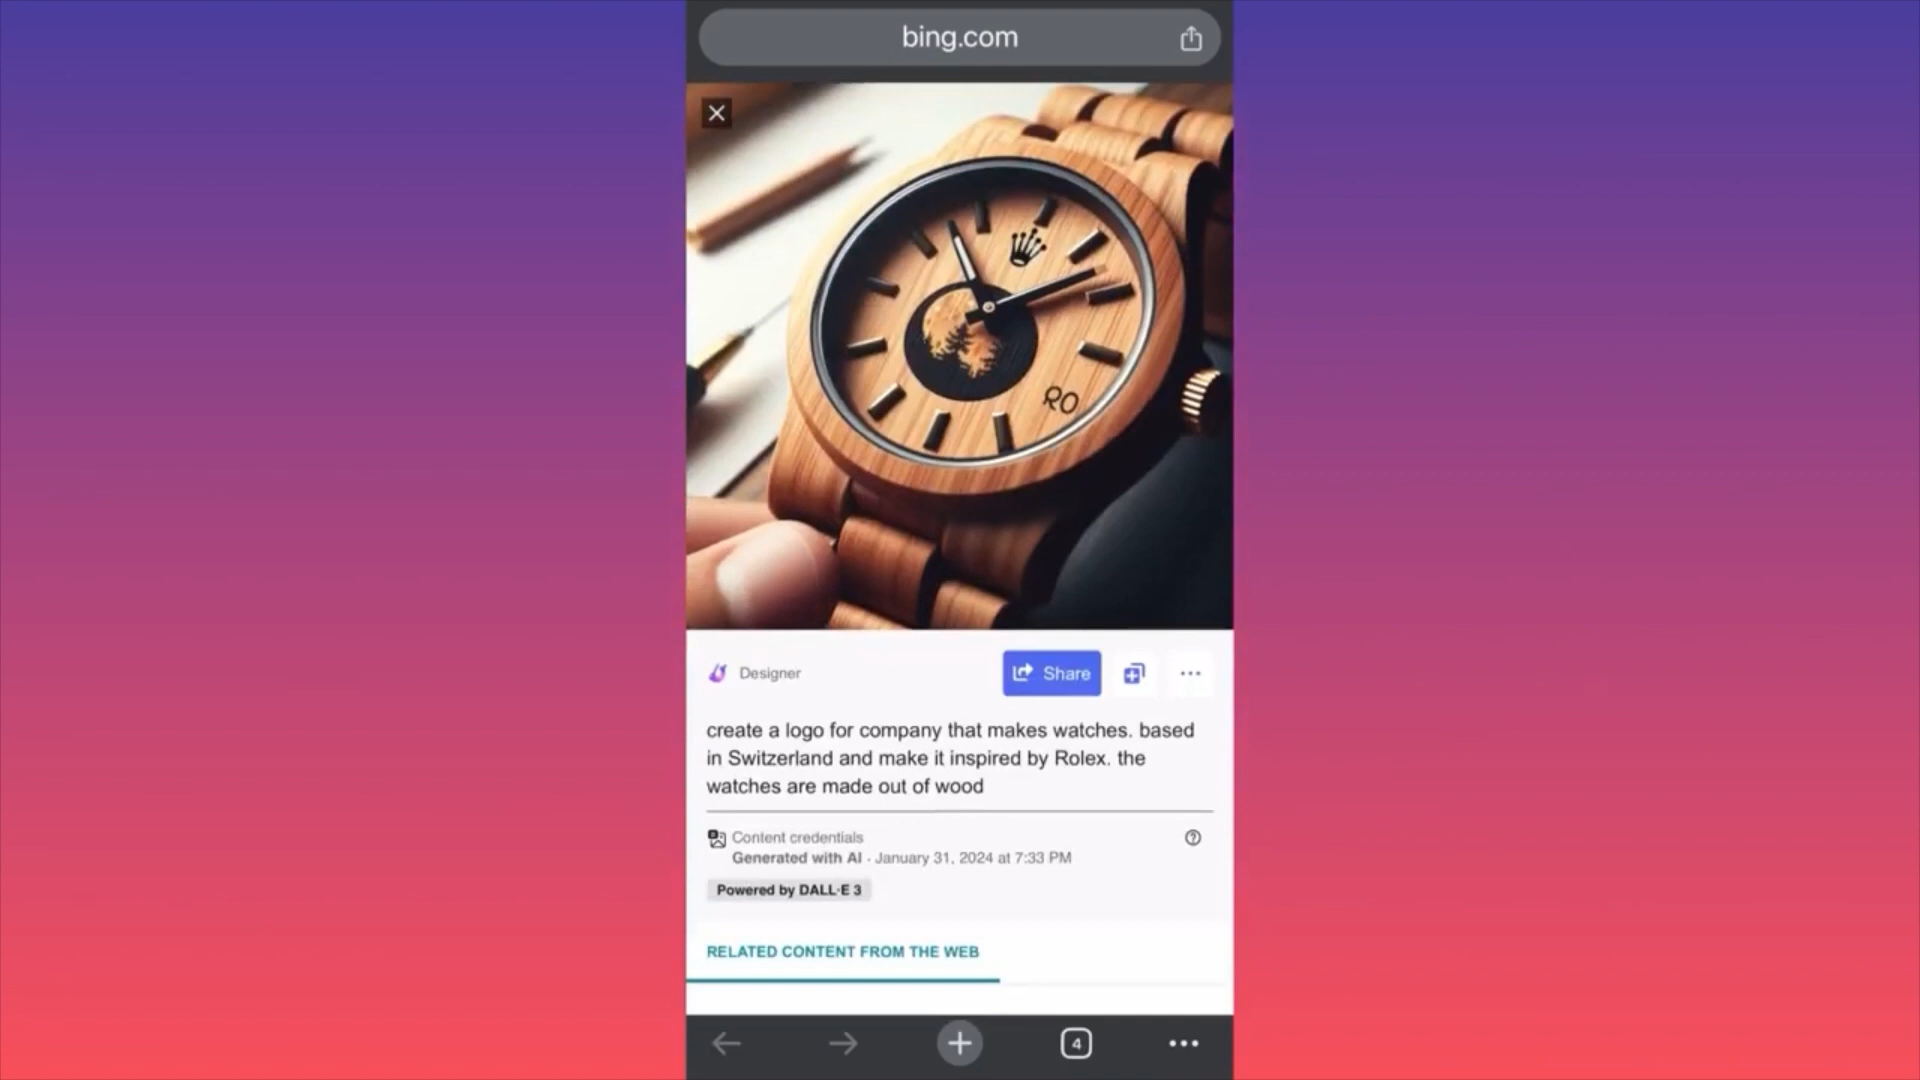 bing.com
RO
Designer
Share
create a logo for company that makes watches. based
in Switzerland and make it inspired by Rolex. the
watches are made out of wood
Content credentials
Generated with AI · January 31, 2024 at 7:33 PM
Powered by DALL·E 3
RELATED CONTENT FROM THE WEB
4